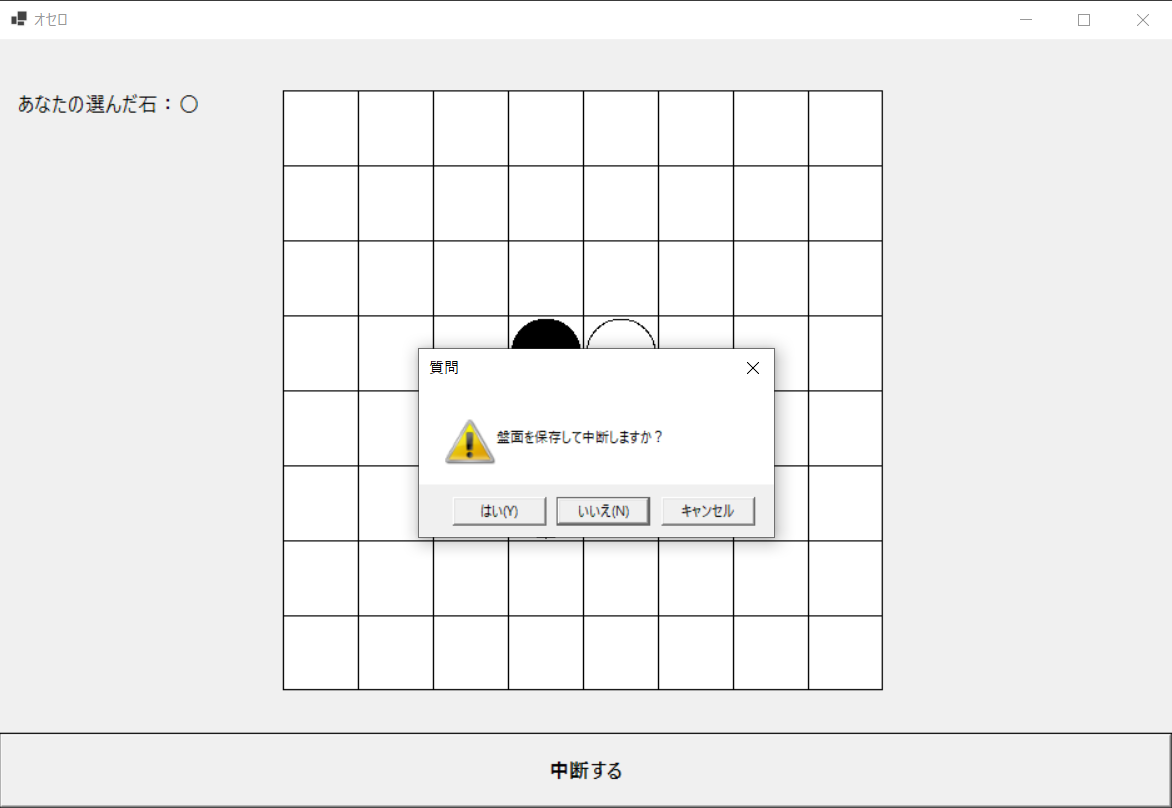 オセロ
あなたの選んだ石：〇
質問
盤面を保存して中断しますか？
はい(Y)
いいえ(N)
キャンセル
中断する